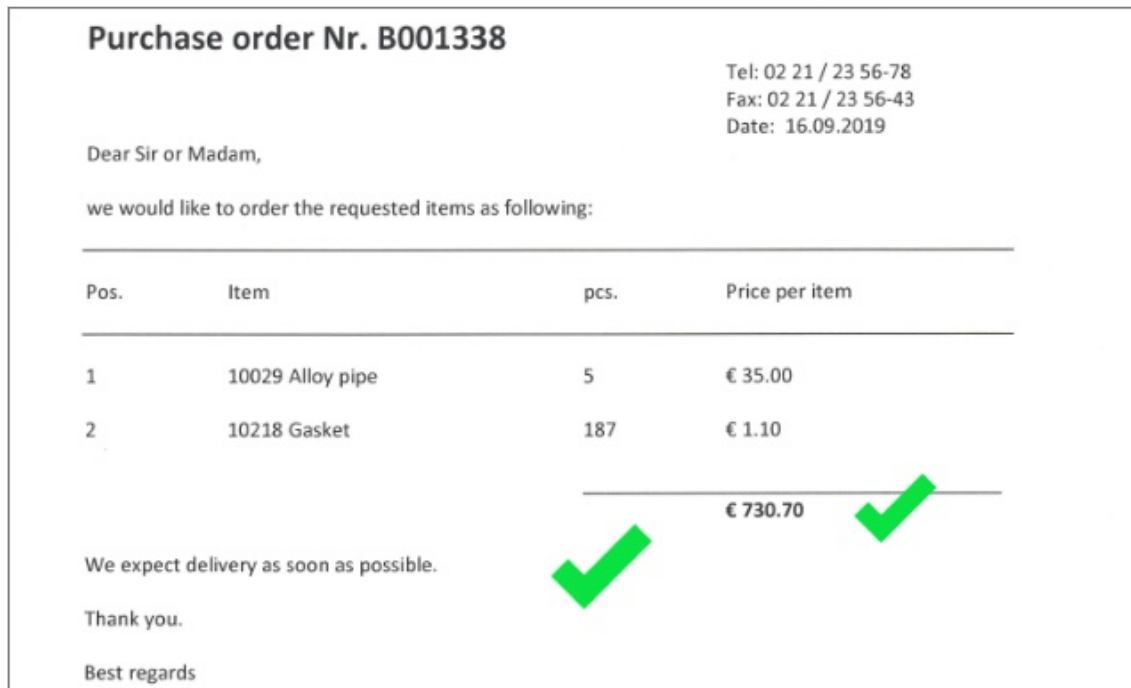 Purchase order Nr. B001338
Tel: 02 21 / 23 56-78
Fax: 02 21 / 23 56-43
Date: 16.09.2019
Dear Sir or Madam,
we would like to order the requested items as following:
Pos. Item pcs. Price per item
1 10029 Alloy pipe 5 € 35.00
2 10218 Gasket 187 € 1.10
€ 730.70
We expect delivery as soon as possible.
Thank you.
Best regards